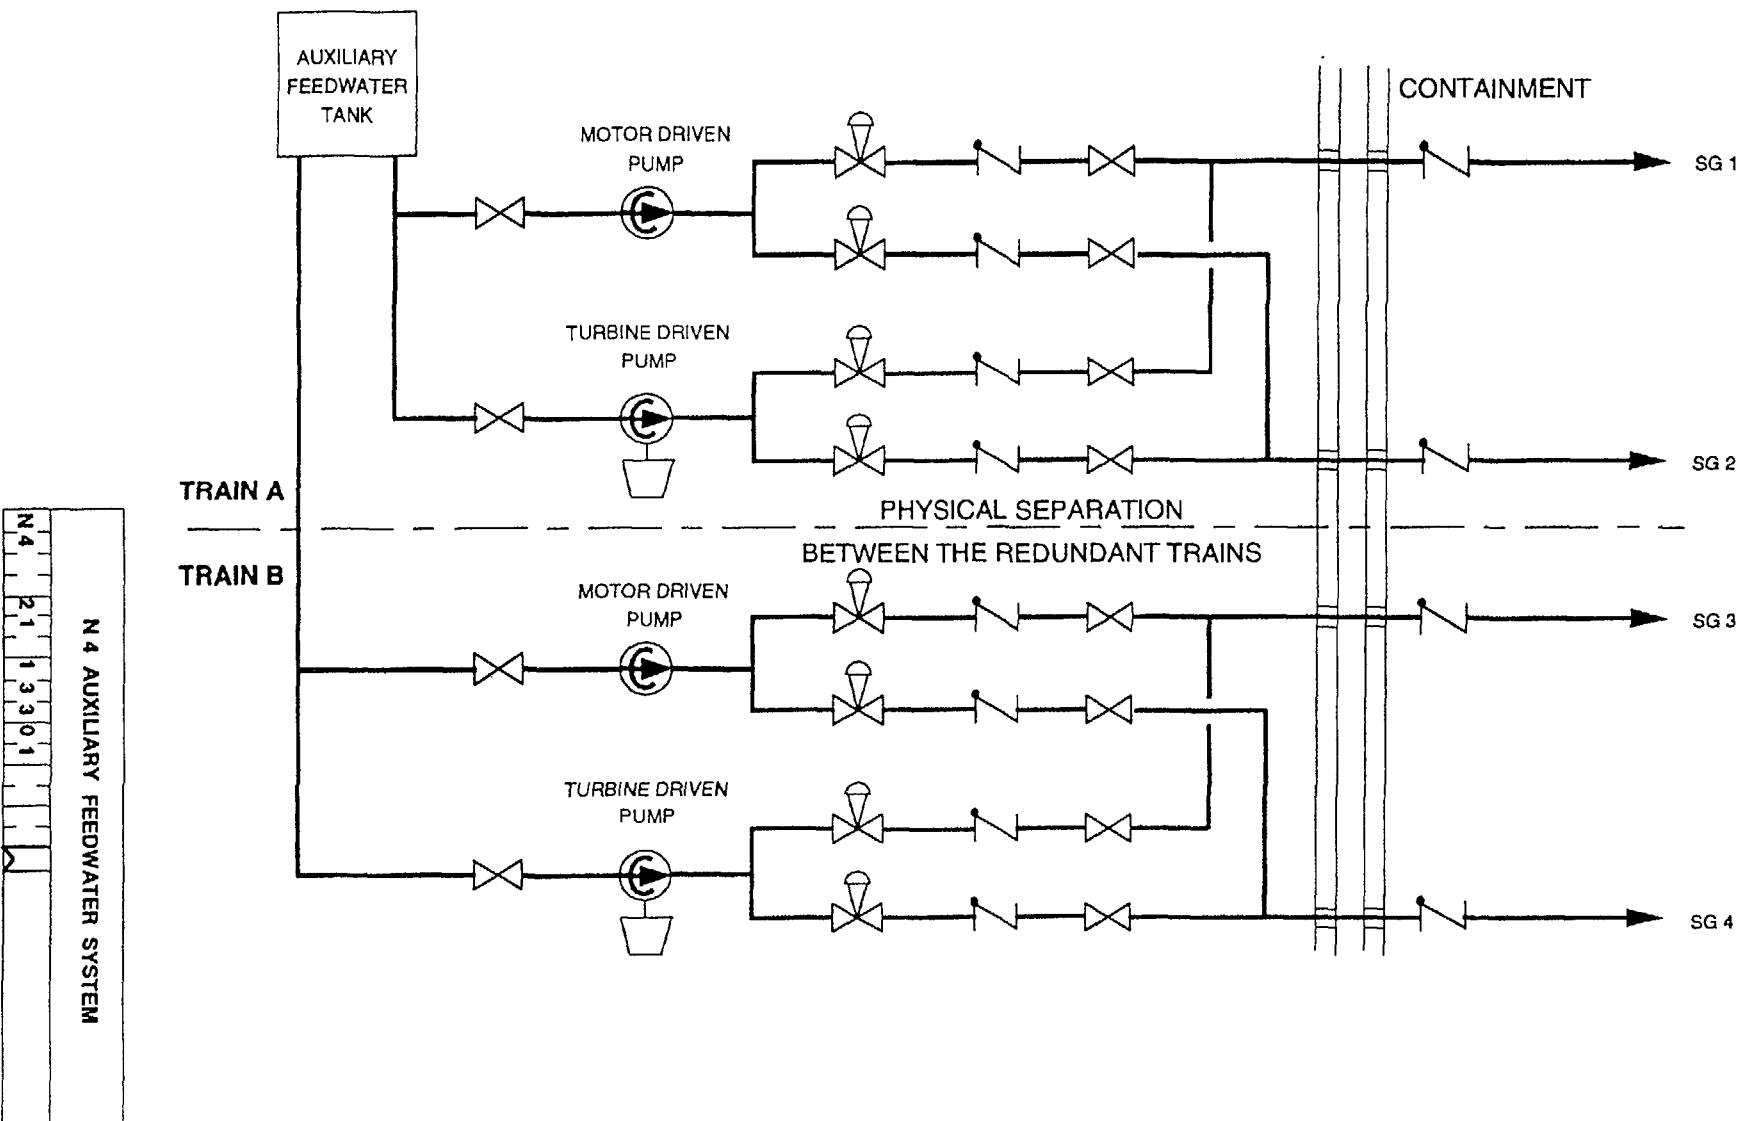 AUXILIARY
FEEDWATER
TANK
CONTAINMENT
MOTOR DRIVEN
PUMP
SG 1
TURBINE DRIVEN
PUMP
SG 2
TRAIN A
PHYSICAL SEPARATION
BETWEEN THE REDUNDANT TRAINS
TRAIN B
MOTOR DRIVEN
PUMP
SG 3
TURBINE DRIVEN
PUMP
SG 4
N4 21 13301
N 4 AUXILIARY FEEDWATER SYSTEM